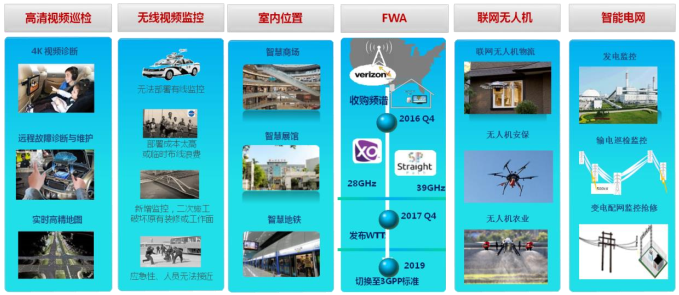 高清视频巡检
4K 视频诊断
远程故障诊断与维护
实时高精地图
无线视频监控
无法部署有线监控
部署成本太高
或临时布线浪费
新增监控，二次施工
破坏原有装修或工作面
应急性、人员无法接近
室内位置
智慧商场
智慧展馆
智慧地铁
FWA
verizon
收购频谱
2016 Q4
XO
Straight
28GHz
39GHz
2017 Q4
发布WTT
2019
切换至3GPP标准
联网无人机
联网无人机物流
无人机安保
无人机农业
智能电网
发电监控
输电巡检监控
变电配网监控抢修